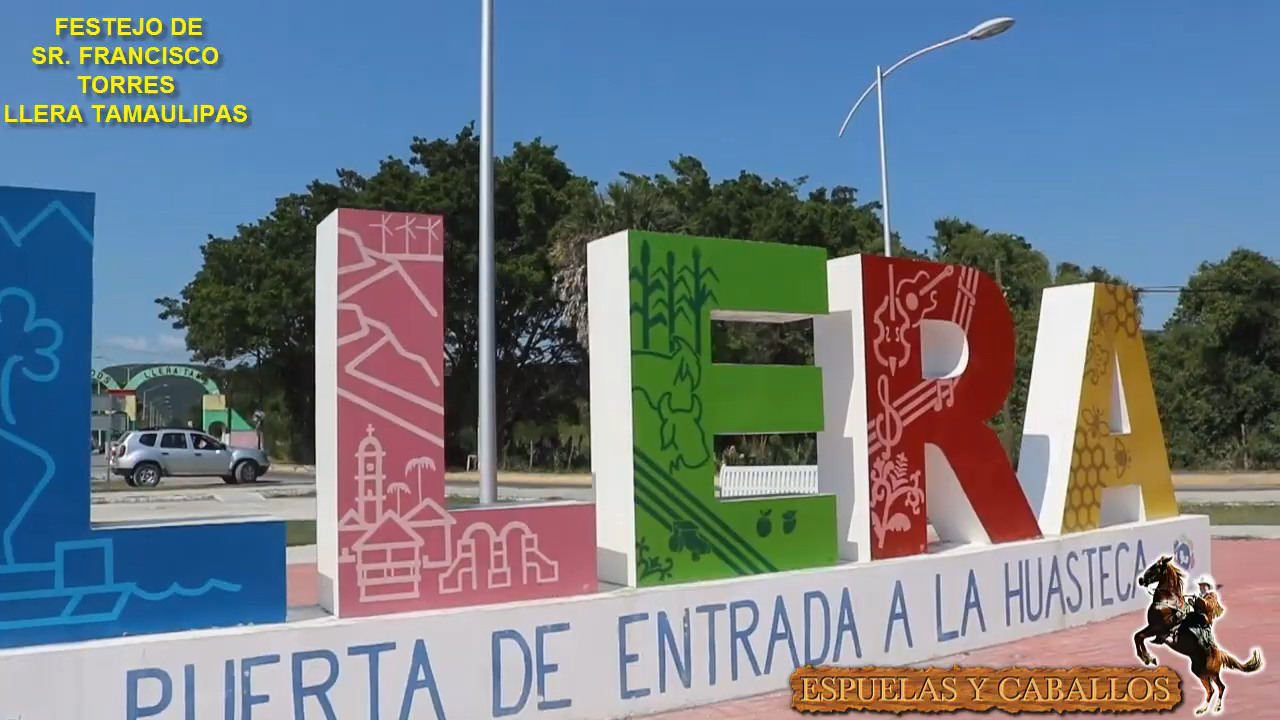 FESTEJO DE
SR. FRANCISCO
TORRES
LLERA TAMAULIPAS
LLERA
PUERTA DE ENTRADA A LA HUASTECA
ESPUELAS Y CABALLOS